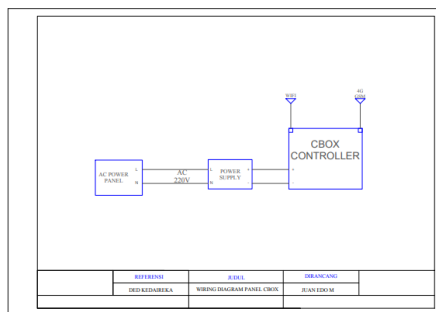 WIFI
4G
GSM
CBOX
CONTROLLER
AC POWER
PANEL
L
N
AC
220V
L
N
POWER
SUPPLY
+
-
+
-
REFERENSI
JUDUL
DIRANCANG
DED KEDAIREKA
WIRING DIAGRAM PANEL CBOX
JUAN EDO M